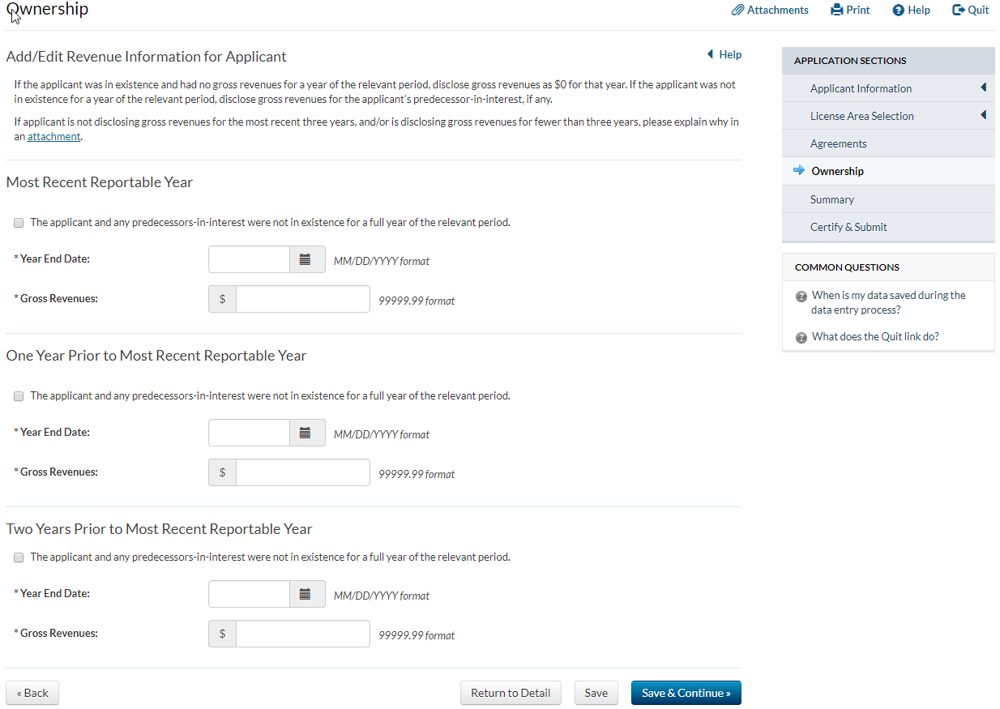 Ownership
Attachments
Print
Help
Quit
Add/Edit Revenue Information for Applicant
Help
If the applicant was in existence and had no gross revenues for a year of the relevant period, disclose gross revenues as $0 for that year. If the applicant was not
in existence for a year of the relevant period, disclose gross revenues for the applicant's predecessor-in-interest, if any.
If applicant is not disclosing gross revenues for the most recent three years, and/or is disclosing gross revenues for fewer than three years, please explain why in
an attachment.
Most Recent Reportable Year
The applicant and any predecessors-in-interest were not in existence for a full year of the relevant period.
* Year End Date:
MM/DD/YYYY format
* Gross Revenues:
$
99999.99 format
One Year Prior to Most Recent Reportable Year
The applicant and any predecessors-in-interest were not in existence for a full year of the relevant period.
* Year End Date:
MM/DD/YYYY format
* Gross Revenues:
$
99999.99 format
Two Years Prior to Most Recent Reportable Year
The applicant and any predecessors-in-interest were not in existence for a full year of the relevant period.
* Year End Date:
MM/DD/YYYY format
* Gross Revenues:
$
99999.99 format
« Back
Return to Detail
Save
Save & Continue »
APPLICATION SECTIONS
Applicant Information
License Area Selection
Agreements
Ownership
Summary
Certify & Submit
COMMON QUESTIONS
? When is my data saved during the
data entry process?
? What does the Quit link do?